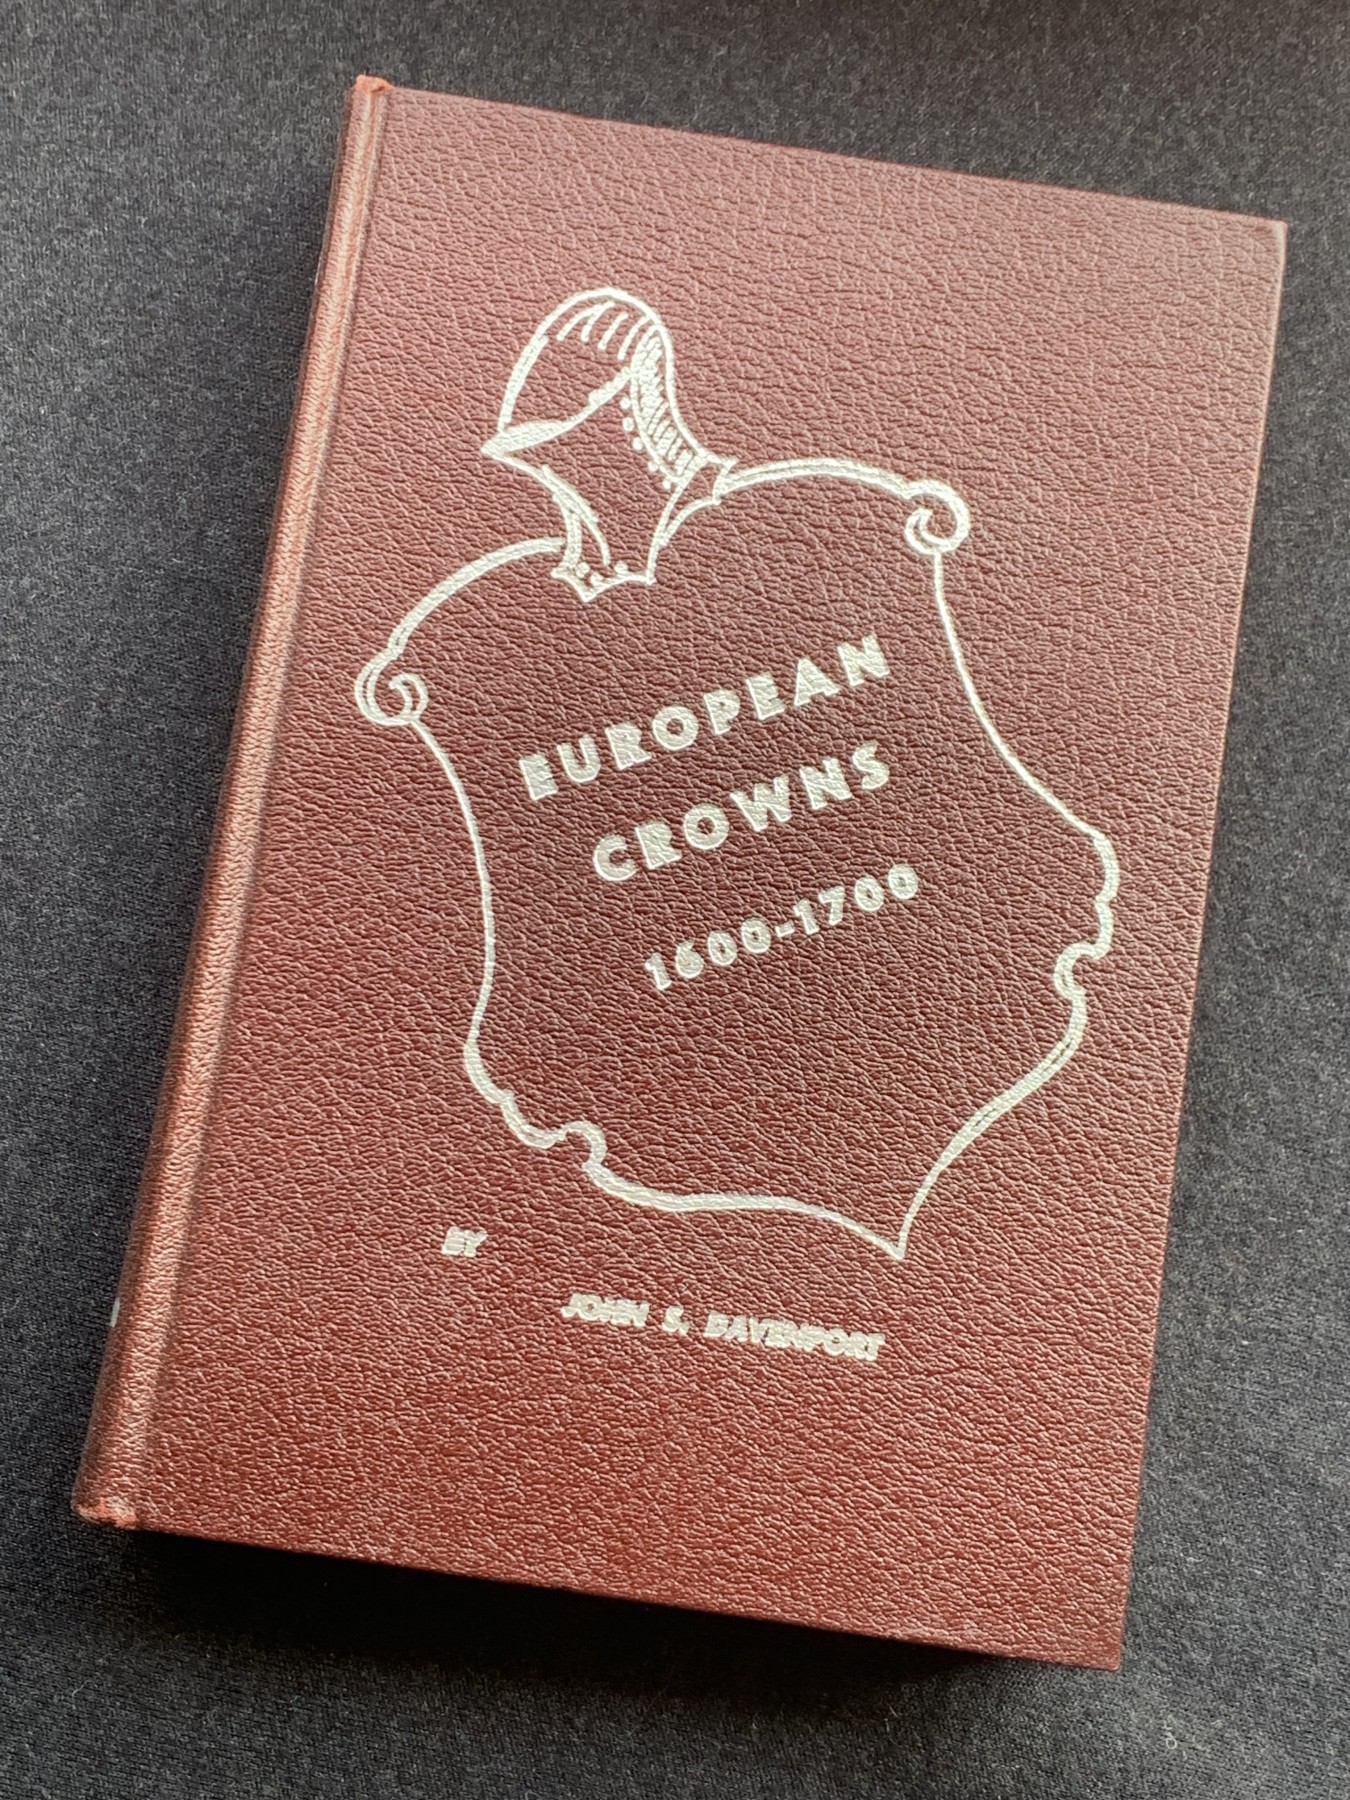 EUROPEAN
CROWNS
1600-1700
BY
JOHN S. DAVENPORT